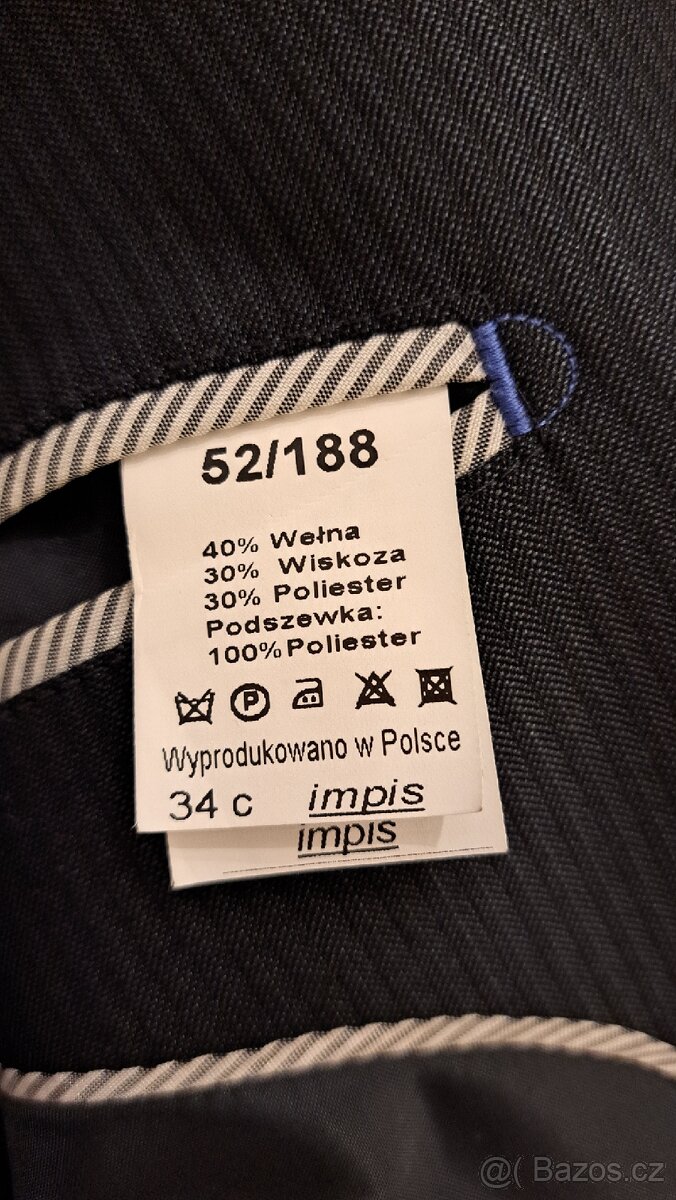 52/188
40% Wełna
30% Wiskoza
30% Poliester
Podszewka:
100% Poliester
P
Wyprodukowano w Polsce
34 c impis
impis
@( Bazos.cz